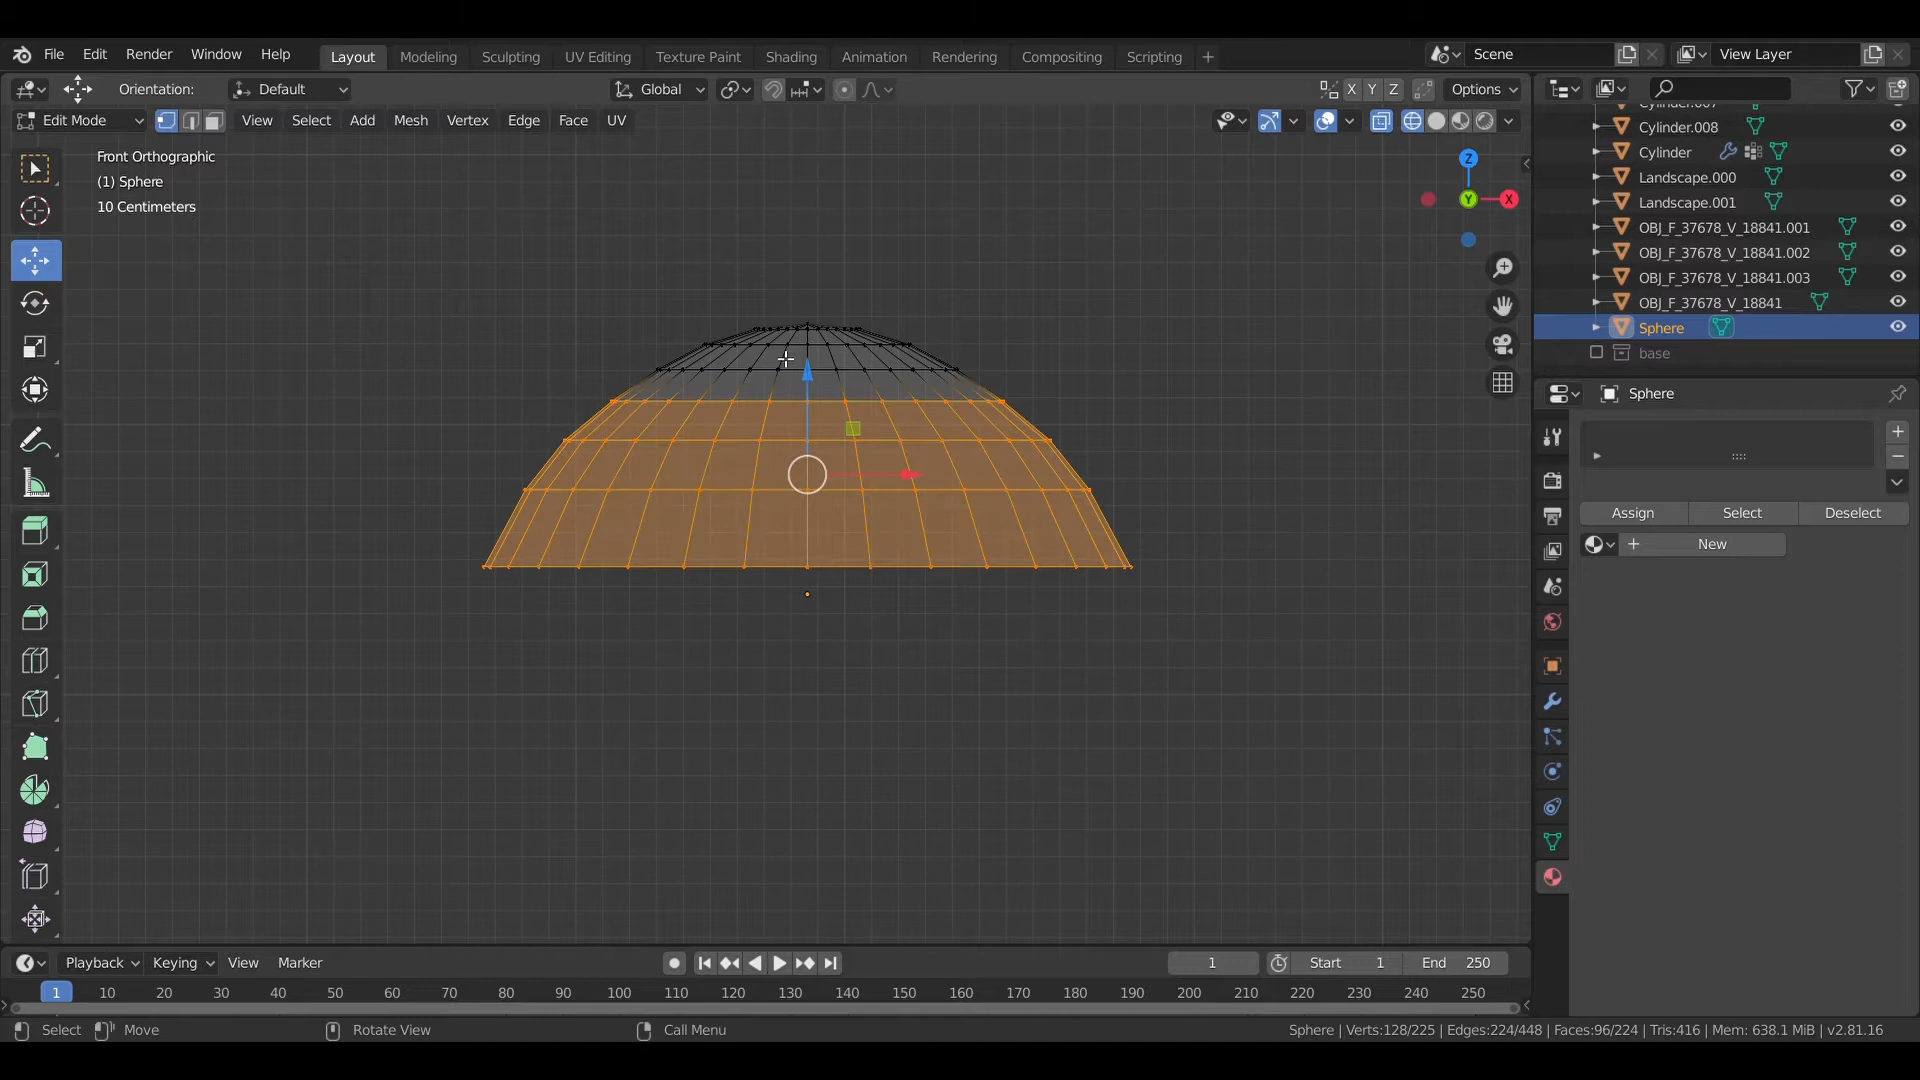 File Edit Render Window Help Layout Modeling Sculpting UV Editing Texture Paint Shading Animation Rendering Compositing Scripting + Scene View Layer
Orientation: Default Global X Y Z Options
Edit Mode View Select Add Mesh Vertex Edge Face UV
Front Orthographic
(1) Sphere
10 Centimeters
Z
Y
X
Cylinder.007
Cylinder.008
Cylinder
Landscape.000
Landscape.001
OBJ_F_37678_V_18841.001
OBJ_F_37678_V_18841.002
OBJ_F_37678_V_18841.003
OBJ_F_37678_V_18841
Sphere
base
Sphere
Assign Select Deselect
New
Playback Keying View Marker 1 Start 1 End 250
1 10 20 30 40 50 60 70 80 90 100 110 120 130 140 150 160 170 180 190 200 210 220 230 240 250
Select Move Rotate View Call Menu Sphere | Verts:128/225 | Edges:224/448 | Faces:96/224 | Tris:416 | Mem: 638.1 MiB | v2.81.16